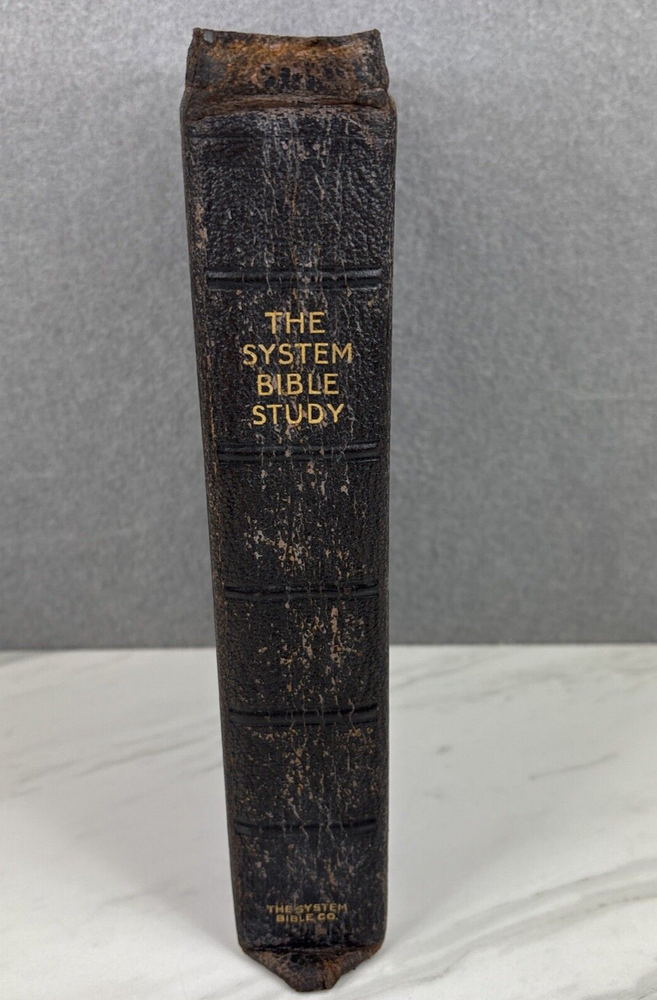 THE
SYSTEM
BIBLE
STUDY
THE SYSTEM
BIBLE CO.